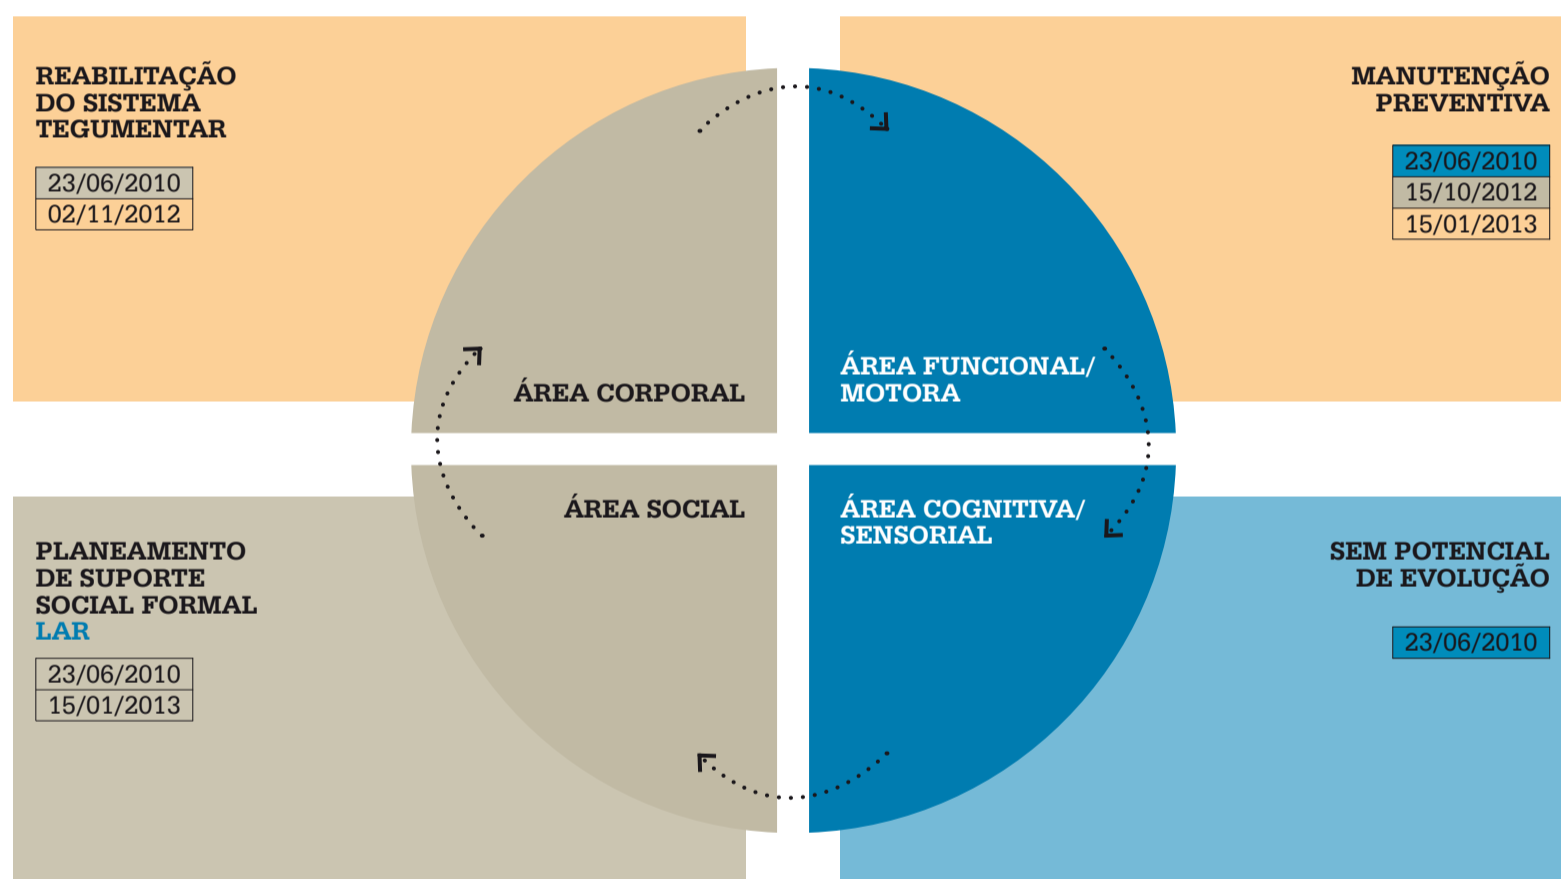 REABILITAÇÃO
DO SISTEMA
TEGUMENTAR
23/06/2010
02/11/2012
MANUTENÇÃO
PREVENTIVA
23/06/2010
15/10/2012
15/01/2013
ÁREA CORPORAL
ÁREA FUNCIONAL/
MOTORA
ÁREA SOCIAL
ÁREA COGNITIVA/
SENSORIAL
PLANEAMENTO
DE SUPORTE
SOCIAL FORMAL
LAR
23/06/2010
15/01/2013
SEM POTENCIAL
DE EVOLUÇÃO
23/06/2010